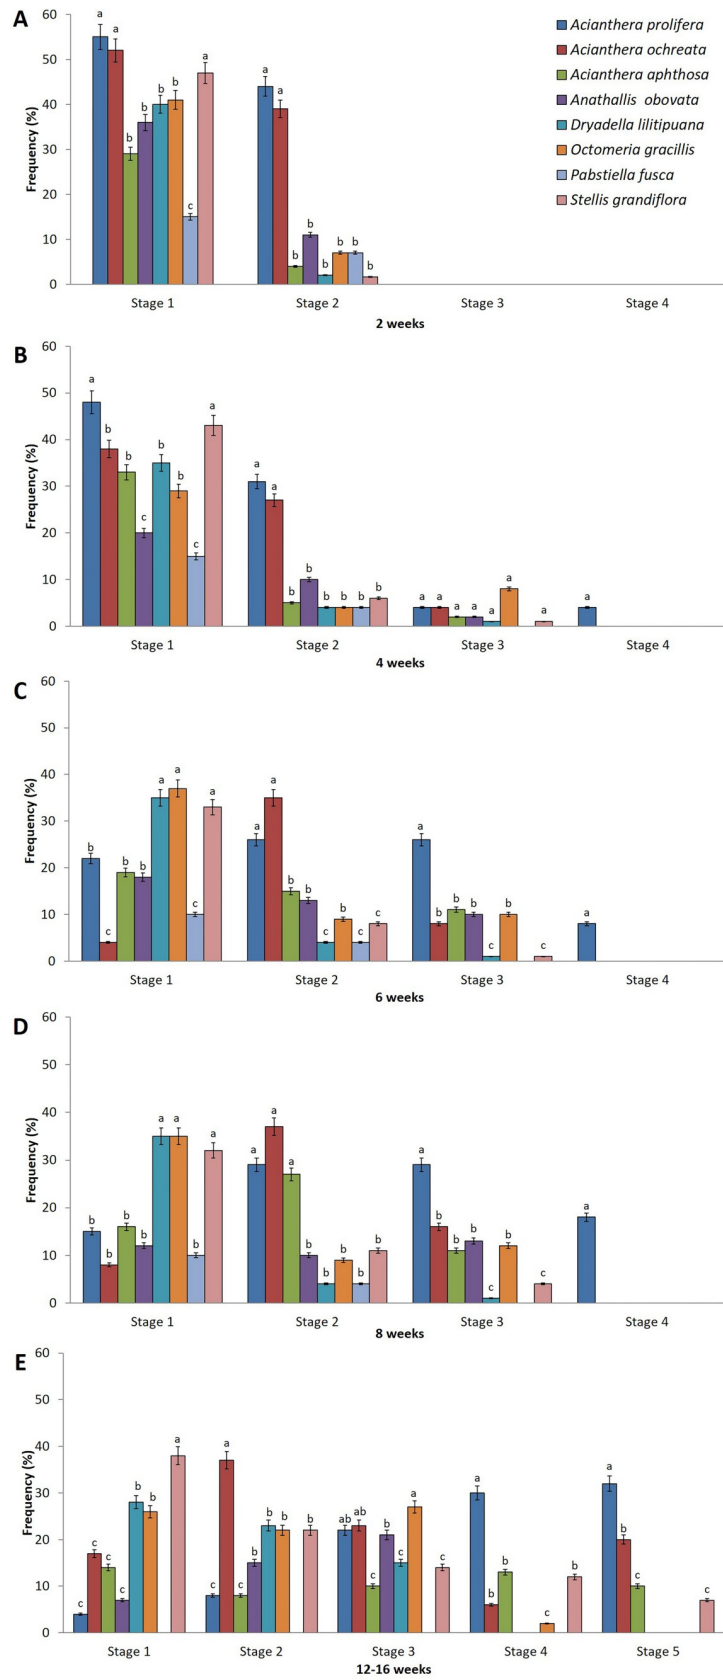 A
Acianthera prolifera
Acianthera ochreata
Acianthera aphthosa
Anathallis obovata
Dryadella lilitipuana
Octomeria gracillis
Pabstiella fusca
Stellis grandiflora
Frequency (%)
60
50
40
30
20
10
0
a a b b b b c a
a a b b b b b b
Stage 1 Stage 2 Stage 3 Stage 4
2 weeks
B
Frequency (%)
60
50
40
30
20
10
0
a b b c b b c a
a a b b b b b b
a a a a a a a
a
Stage 1 Stage 2 Stage 3 Stage 4
4 weeks
C
Frequency (%)
60
50
40
30
20
10
0
b c b b a a c a
a a b b c b c c
a b b b c b c
a
Stage 1 Stage 2 Stage 3 Stage 4
6 weeks
D
Frequency (%)
60
50
40
30
20
10
0
b b b b a a b a
a a a b b b b b
a b b b c b c
a
Stage 1 Stage 2 Stage 3 Stage 4
8 weeks
E
Frequency (%)
60
50
40
30
20
10
0
c c c c b b a
c a c b b b b
ab ab c b c a c
a b b c b
a b c c
Stage 1 Stage 2 Stage 3 Stage 4 Stage 5
12-16 weeks